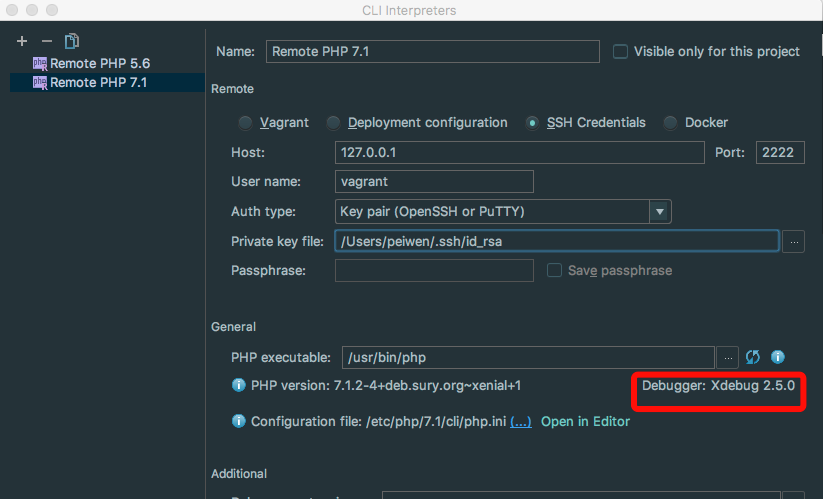 CLI Interpreters
Remote PHP 5.6
Remote PHP 7.1
Name: Remote PHP 7.1 Visible only for this project
Remote
Vagrant Deployment configuration SSH Credentials Docker
Host: 127.0.0.1 Port: 2222
User name: vagrant
Auth type: Key pair (OpenSSH or PuTTY)
Private key file: /Users/peiwen/.ssh/id_rsa ...
Passphrase: Save passphrase
General
PHP executable: /usr/bin/php ...
PHP version: 7.1.2-4+deb.sury.org~xenial+1 Debugger: Xdebug 2.5.0
Configuration file: /etc/php/7.1/cli/php.ini (...) Open in Editor
Additional